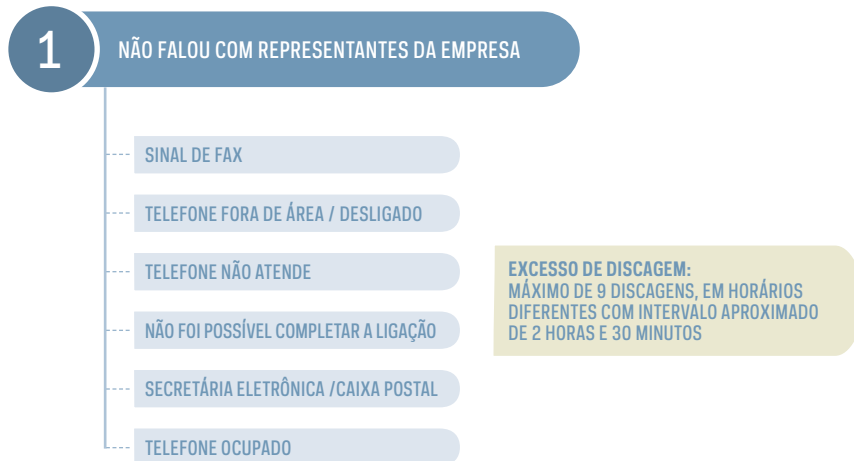 1
NÃO FALOU COM REPRESENTANTES DA EMPRESA
SINAL DE FAX
TELEFONE FORA DE ÁREA / DESLIGADO
TELEFONE NÃO ATENDE
NÃO FOI POSSÍVEL COMPLETAR A LIGAÇÃO
SECRETÁRIA ELETRÔNICA /CAIXA POSTAL
TELEFONE OCUPADO
EXCESSO DE DISCAGEM:
MÁXIMO DE 9 DISCAGENS, EM HORÁRIOS
DIFERENTES COM INTERVALO APROXIMADO
DE 2 HORAS E 30 MINUTOS